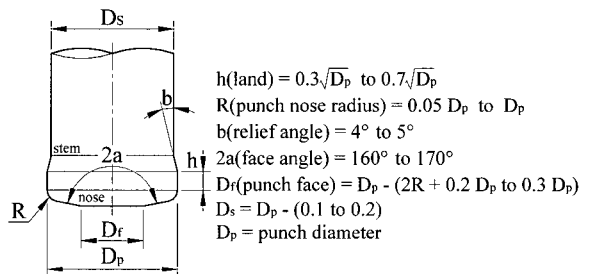 Ds
b
stem
2a
h
nose
R
Df
Dp
h(land) = 0.3√Dp to 0.7√Dp
R(punch nose radius) = 0.05 Dp to Dp
b(relief angle) = 4° to 5°
2a(face angle) = 160° to 170°
Df(punch face) = Dp - (2R + 0.2 Dp to 0.3 Dp)
Ds = Dp - (0.1 to 0.2)
Dp = punch diameter